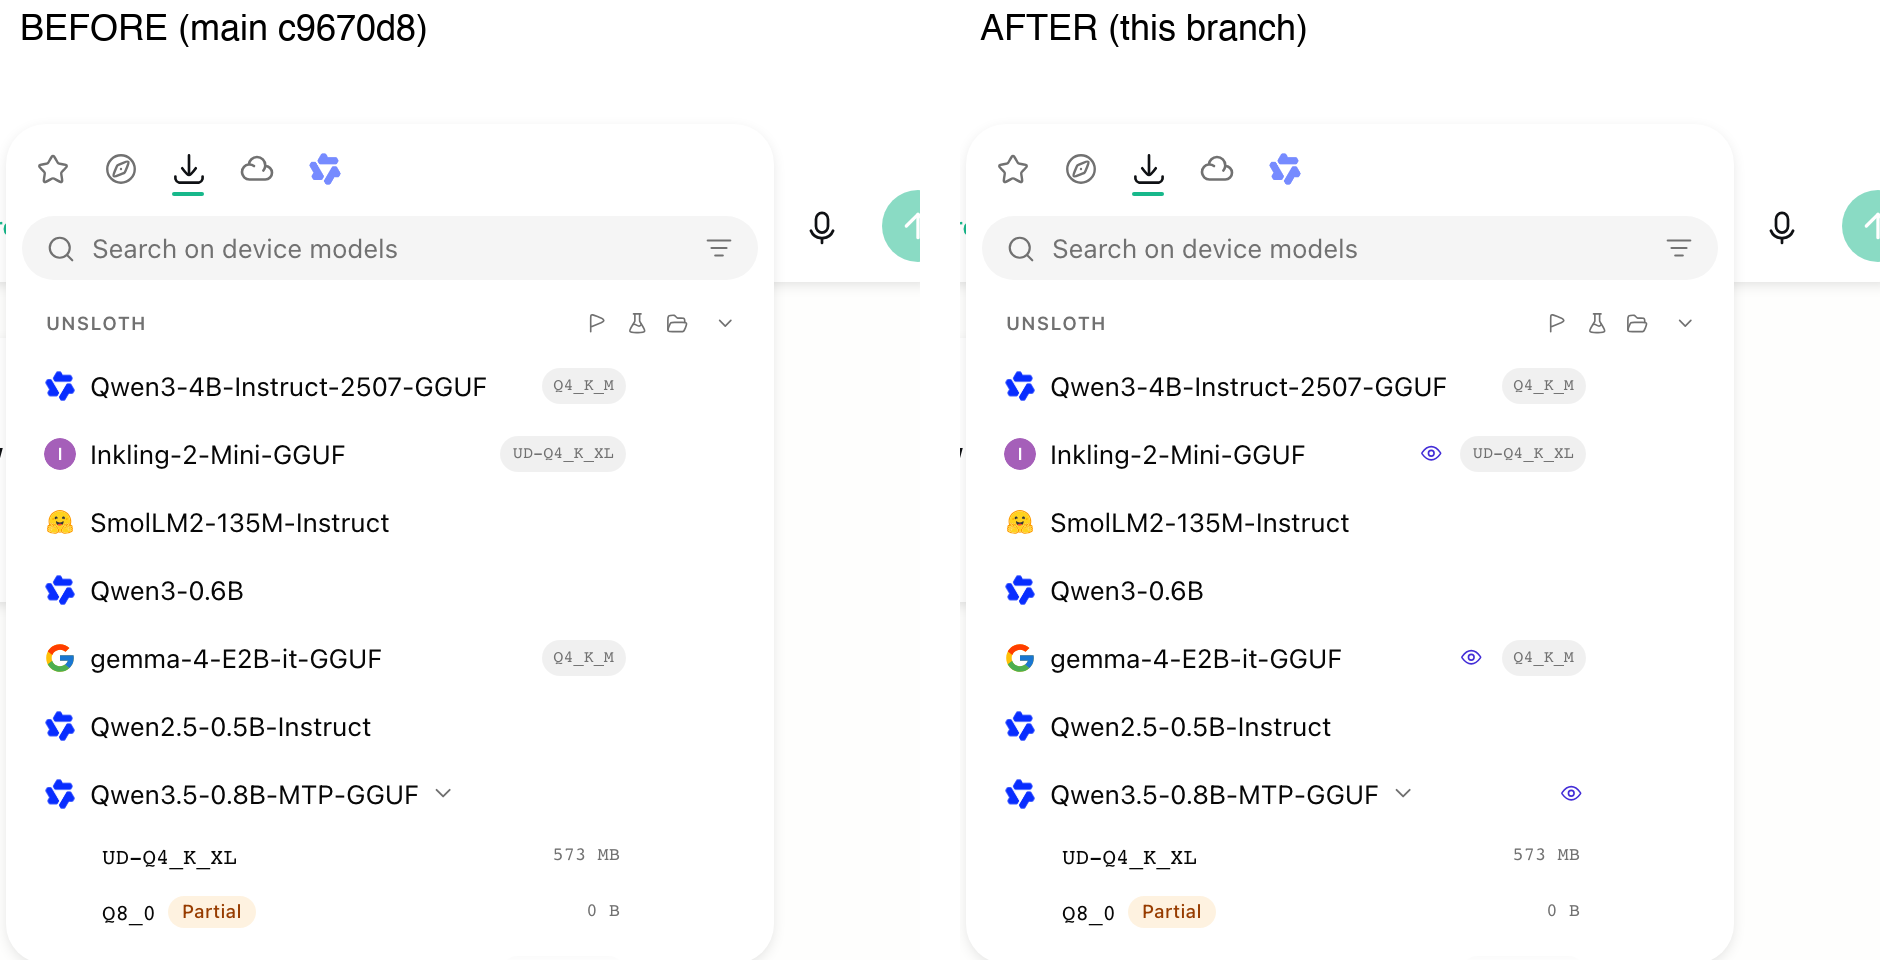 BEFORE (main c9670d8)
Search on device models
UNSLOTH
Qwen3-4B-Instruct-2507-GGUF Q4_K_M
I Inkling-2-Mini-GGUF UD-Q4_K_XL
SmolLM2-135M-Instruct
Qwen3-0.6B
gemma-4-E2B-it-GGUF Q4_K_M
Qwen2.5-0.5B-Instruct
Qwen3.5-0.8B-MTP-GGUF
UD-Q4_K_XL 573 MB
Q8_0 Partial 0 B
AFTER (this branch)
Search on device models
UNSLOTH
Qwen3-4B-Instruct-2507-GGUF Q4_K_M
I Inkling-2-Mini-GGUF UD-Q4_K_XL
SmolLM2-135M-Instruct
Qwen3-0.6B
gemma-4-E2B-it-GGUF Q4_K_M
Qwen2.5-0.5B-Instruct
Qwen3.5-0.8B-MTP-GGUF
UD-Q4_K_XL 573 MB
Q8_0 Partial 0 B